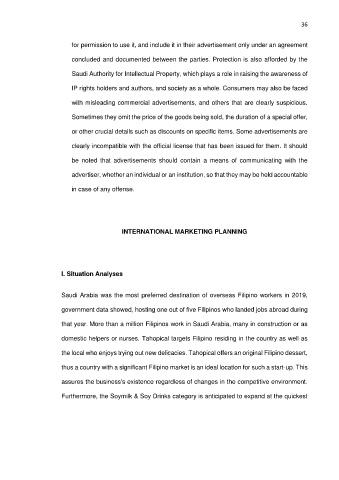 36
for permission to use it, and include it in their advertisement only under an agreement
concluded and documented between the parties. Protection is also afforded by the
Saudi Authority for Intellectual Property, which plays a role in raising the awareness of
IP rights holders and authors, and society as a whole. Consumers may also be faced
with misleading commercial advertisements, and others that are clearly suspicious.
Sometimes they omit the price of the goods being sold, the duration of a special offer,
or other crucial details such as discounts on specific items. Some advertisements are
clearly incompatible with the official license that has been issued for them. It should
be noted that advertisements should contain a means of communicating with the
advertiser, whether an individual or an institution, so that they may be held accountable
in case of any offense.
INTERNATIONAL MARKETING PLANNING
I. Situation Analyses
Saudi Arabia was the most preferred destination of overseas Filipino workers in 2019,
government data showed, hosting one out of five Filipinos who landed jobs abroad during
that year. More than a million Filipinos work in Saudi Arabia, many in construction or as
domestic helpers or nurses. Tahopical targets Filipino residing in the country as well as
the local who enjoys trying out new delicacies. Tahopical offers an original Filipino dessert,
thus a country with a significant Filipino market is an ideal location for such a start-up. This
assures the business's existence regardless of changes in the competitive environment.
Furthermore, the Soymilk & Soy Drinks category is anticipated to expand at the quickest